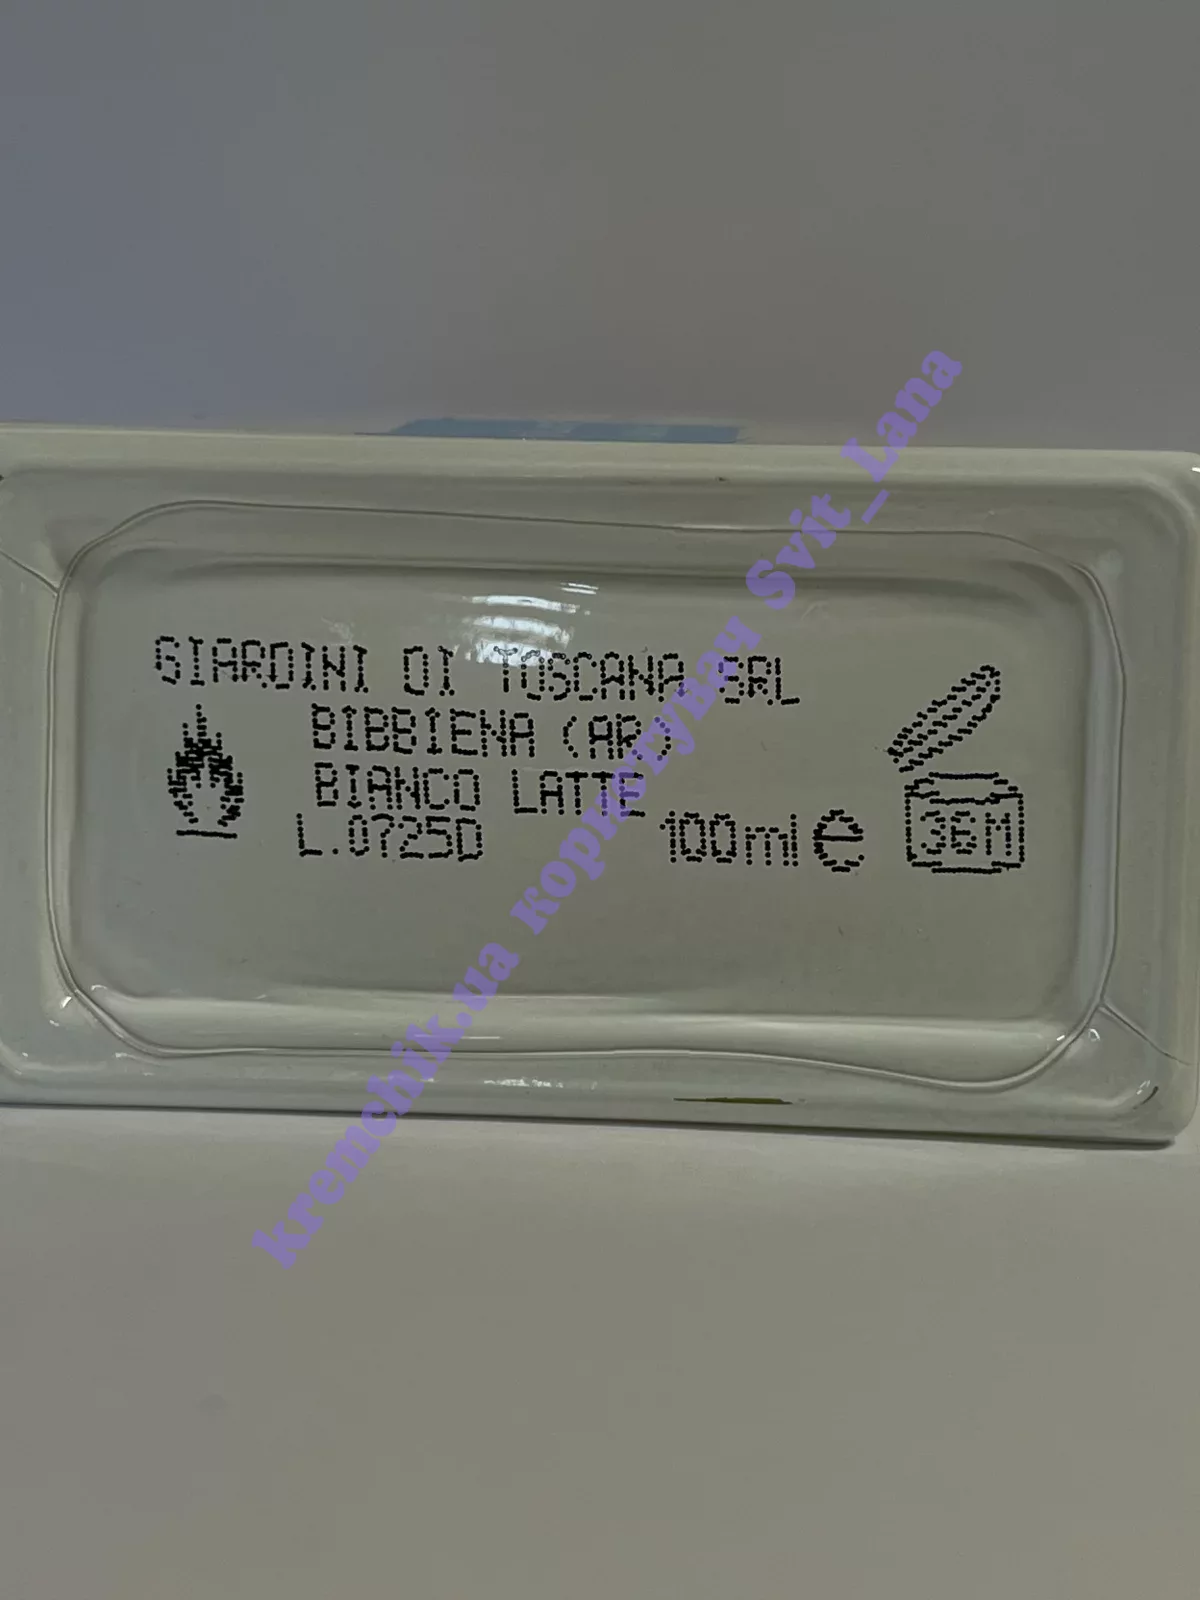 GIARDINI DI TOSCANA SRL
BIBBIENA (AR)
BIANCO LATTE
L.0725D
100ml e
36M
kremchik.ua користувач Svit_Lana